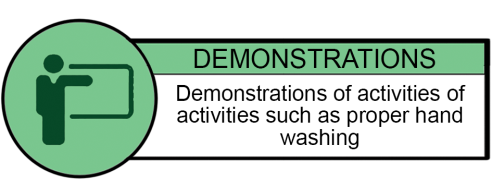 DEMONSTRATIONS
Demonstrations of activities of
activities such as proper hand
washing